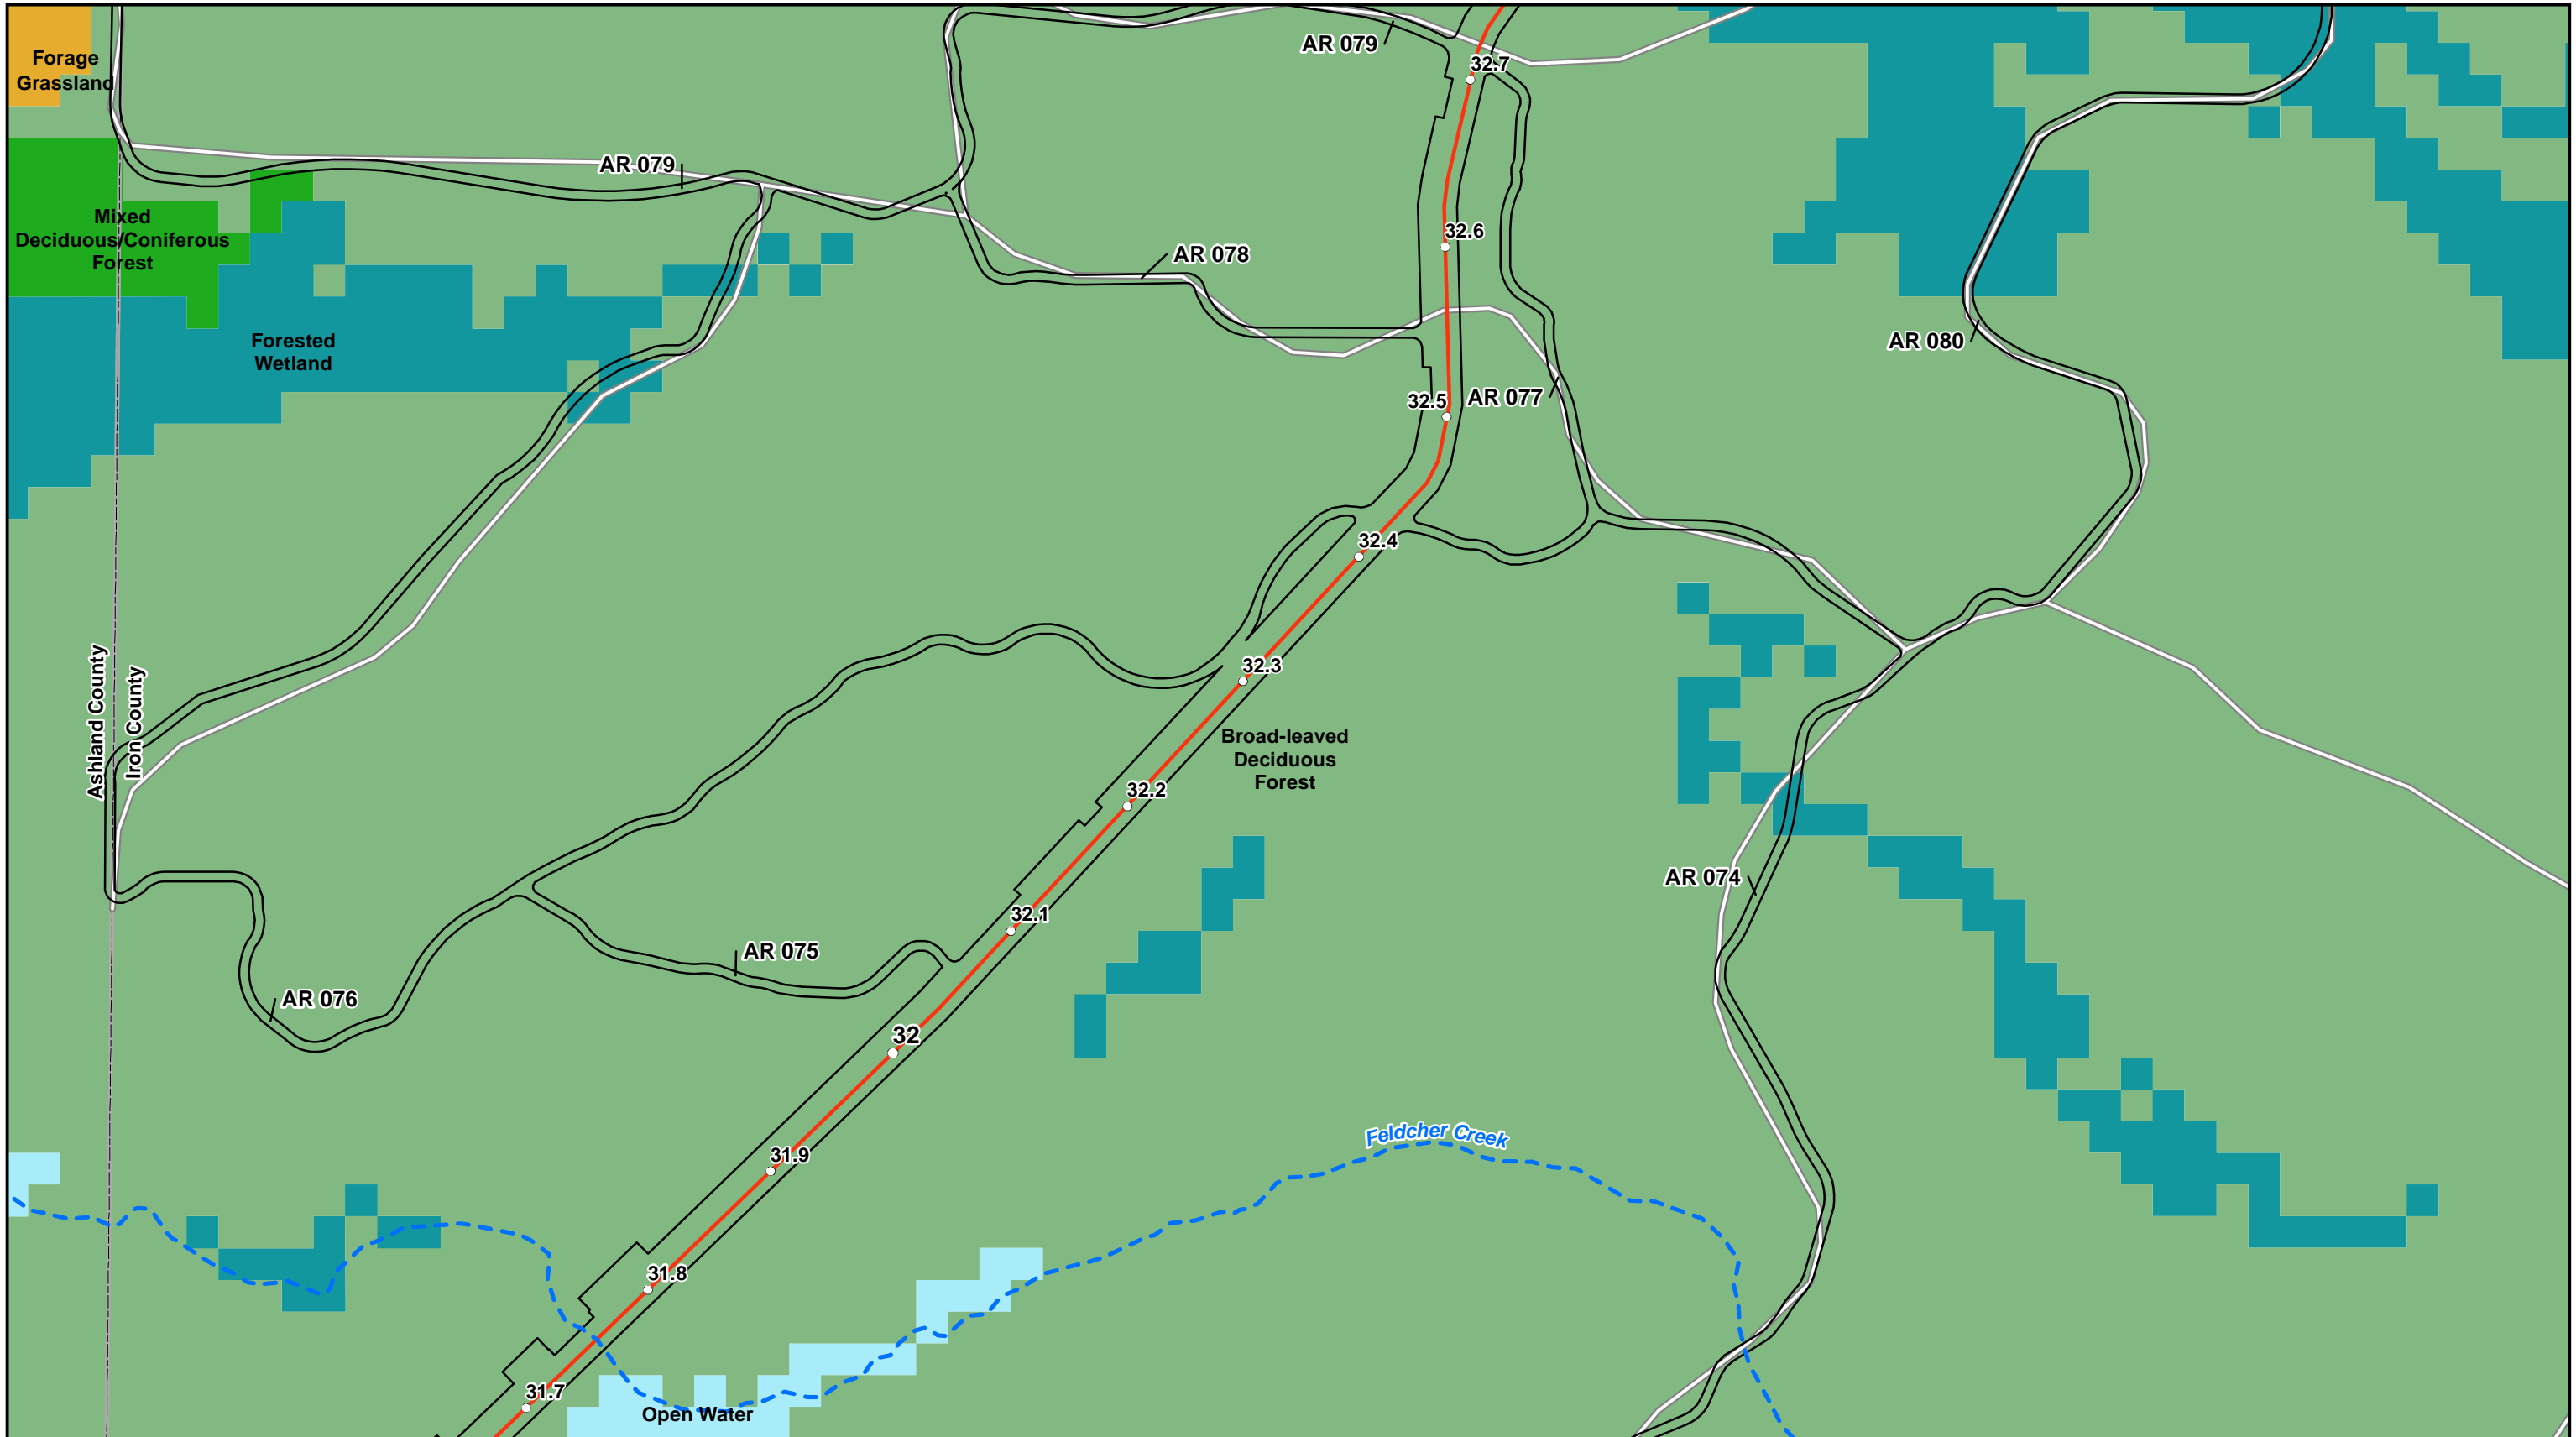 AR 079
Forage
Grassland
32.7
AR 079
Mixed
Deciduous/Coniferous
Forest
32.6
AR 078
Forested
Wetland
AR 080
32.5
AR 077
32.4
32.3
Ashland County
Iron County
Broad-leaved
Deciduous
Forest
32.2
AR 074
32.1
AR 075
AR 076
32
Feldcher Creek
31.9
31.8
31.7
Open Water